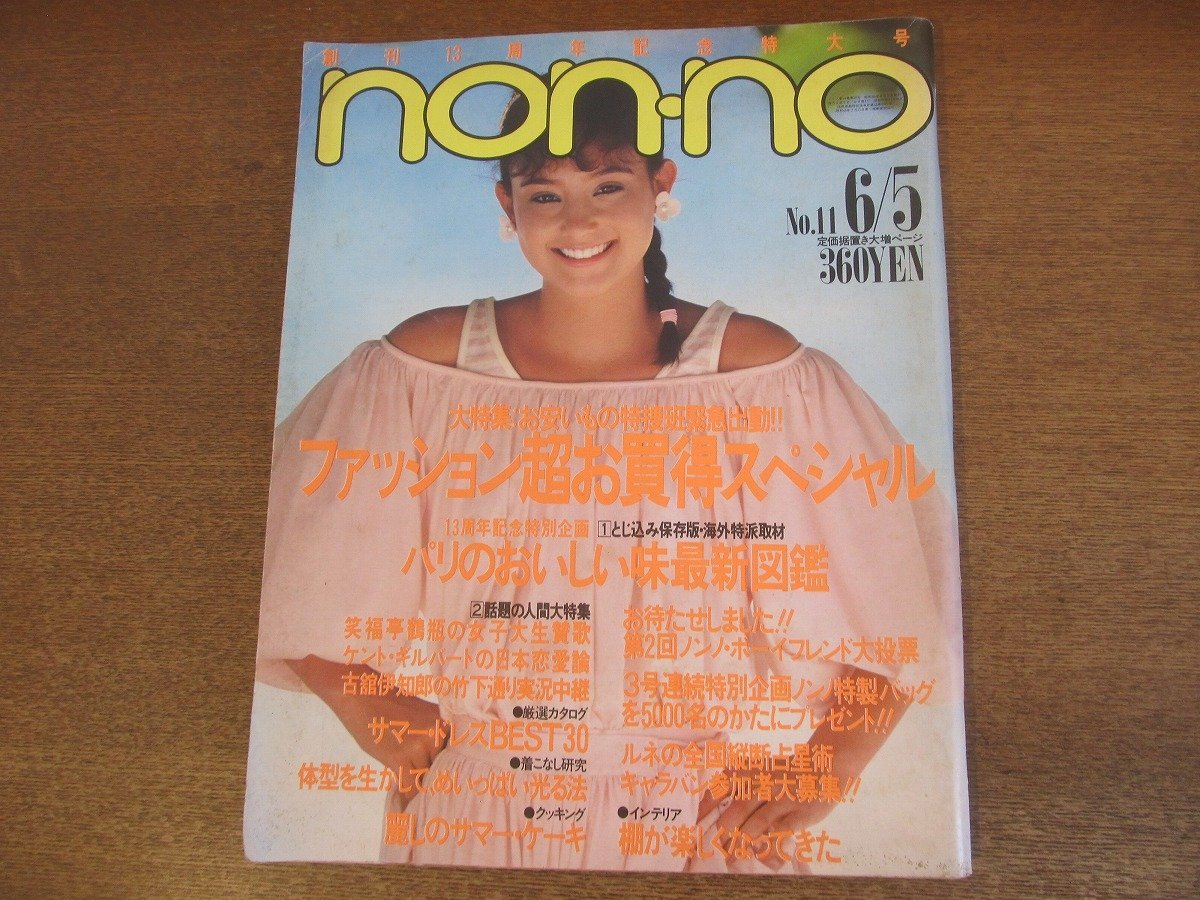 創刊13周年記念特大号
non-no
No.11 6/5
定価据置き大増ページ
360YEN
大特集 お安いもの特捜班緊急出動!!
ファッション超お買得スペシャル
13周年記念特別企画 1とじ込み保存版・海外特派取材
パリのおいしい味最新図鑑
2話題の人間大特集
笑福亭鶴瓶の女子大生賛歌
ケント・ギルバートの日本恋愛論
古舘伊知郎の竹下通り実況中継
●厳選カタログ
サマー・ドレスBEST30
●着こなし研究
体型を生かして、めいっぱい光る法
●クッキング
麗しのサマー・ケーキ
お待たせしました!!
第2回ノンノ・ボーイフレンド大投票
3号連続特別企画ノンノ特製バッグ
を5000名のかたにプレゼント!!
ルネの全国縦断占星術
キャラバン参加者大募集!!
●インテリア
棚が楽しくなってきた